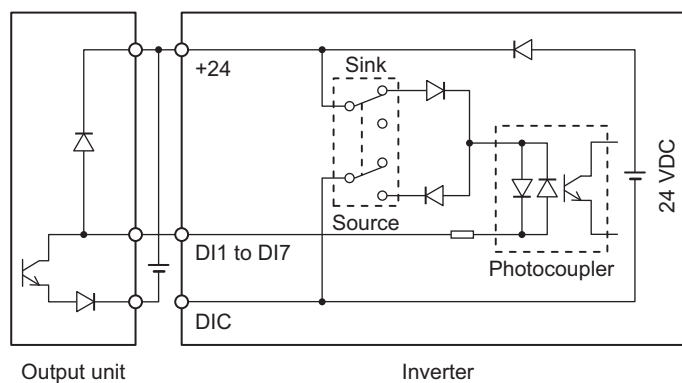 +24
Sink
Source
DI1 to DI7
Photocoupler
24 VDC
DIC
Output unit
Inverter